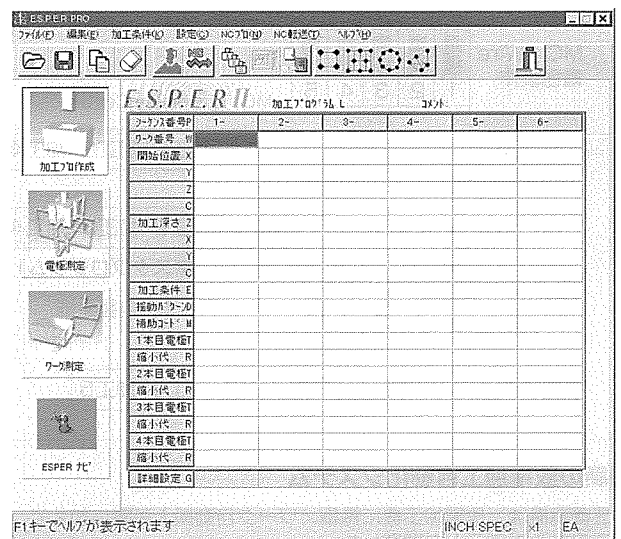 ESPER PRO
ﾌｧｲﾙ(F) 編集(E) 加工条件(K) 設定(C) NCﾌﾟﾛ(N) NC転送(T) ﾍﾙﾌﾟ(H)
E.S.P.E.R II 加工ﾌﾟﾛｸﾞﾗﾑ L ｺﾒﾝﾄ
ｼｰｹﾝｽ番号P 1- 2- 3- 4- 5- 6-
ﾜｰｸ番号 W
開始位置 X
Y
Z
C
加工深さ Z
X
Y
C
加工条件 E
揺動ﾊﾟﾀｰﾝO
補助ｺｰﾄﾞ M
1本目電極T
縮小代 R
2本目電極T
縮小代 R
3本目電極T
縮小代 R
4本目電極T
縮小代 R
詳細設定 G
加工ﾌﾟﾛ作成
電極測定
ﾜｰｸ測定
ESPER ﾅﾋﾞ
F1キーでﾍﾙﾌﾟが表示されます INCH SPEC x1 EA